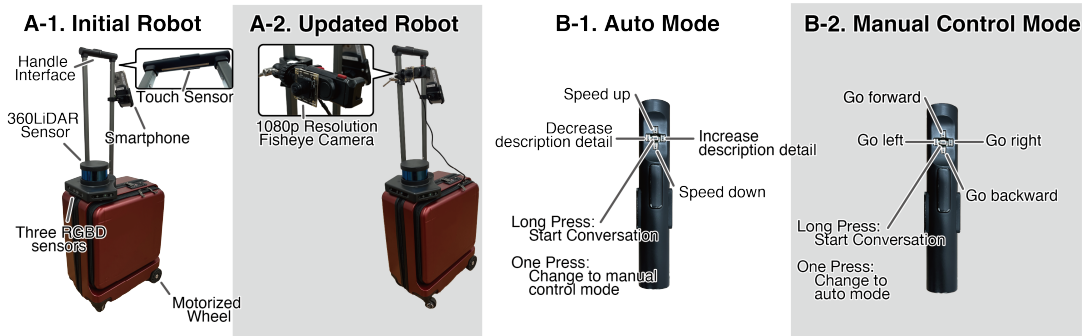 A-1. Initial Robot
Handle
Interface
Touch Sensor
360LiDAR
Sensor
Smartphone
Three RGBD
sensors
Motorized
Wheel
A-2. Updated Robot
1080p Resolution
Fisheye Camera
B-1. Auto Mode
Speed up
Decrease
description detail
Increase
description detail
Speed down
Long Press:
Start Conversation
One Press:
Change to manual
control mode
B-2. Manual Control Mode
Go forward
Go left
Go right
Go backward
Long Press:
Start Conversation
One Press:
Change to
auto mode